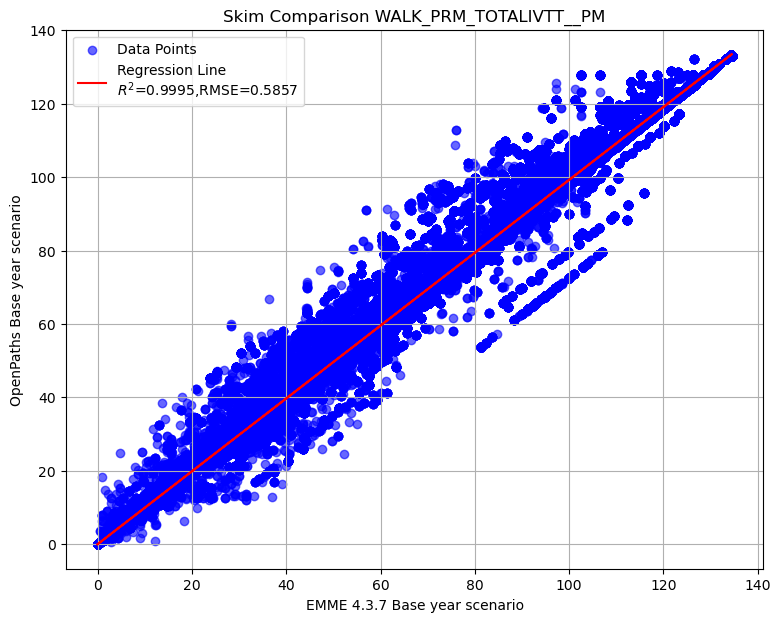 Skim Comparison WALK_PRM_TOTALIVTT__PM
Data Points
Regression Line
R²=0.9995,RMSE=0.5857
OpenPaths Base year scenario
140
120
100
80
60
40
20
0
0 20 40 60 80 100 120 140
EMME 4.3.7 Base year scenario